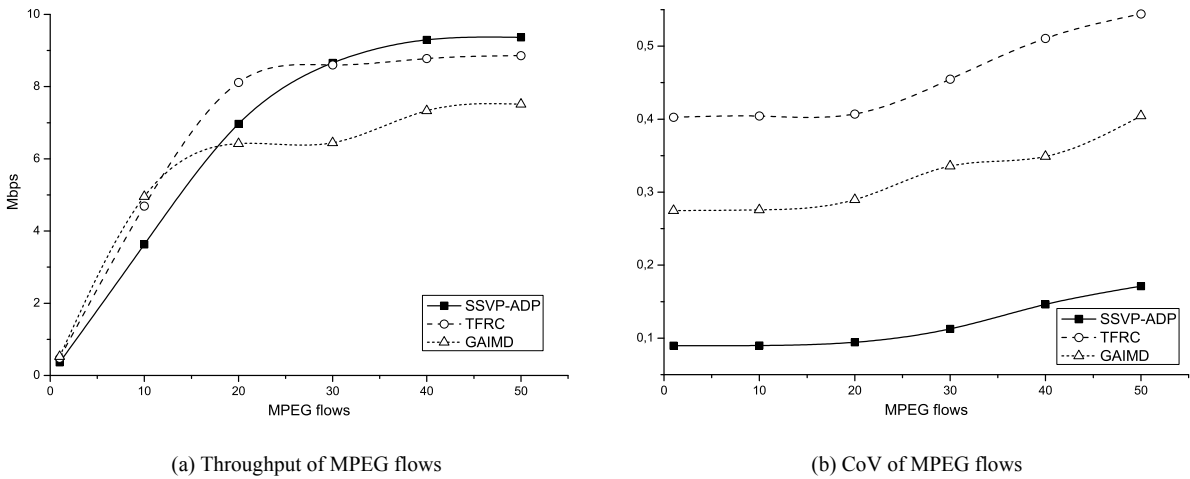 10
8
6
4
2
0
Mbps
0 10 20 30 40 50
MPEG flows
SSVP-ADP
TFRC
GAIMD
(a) Throughput of MPEG flows
0,5
0,4
0,3
0,2
0,1
0 10 20 30 40 50
MPEG flows
SSVP-ADP
TFRC
GAIMD
(b) CoV of MPEG flows